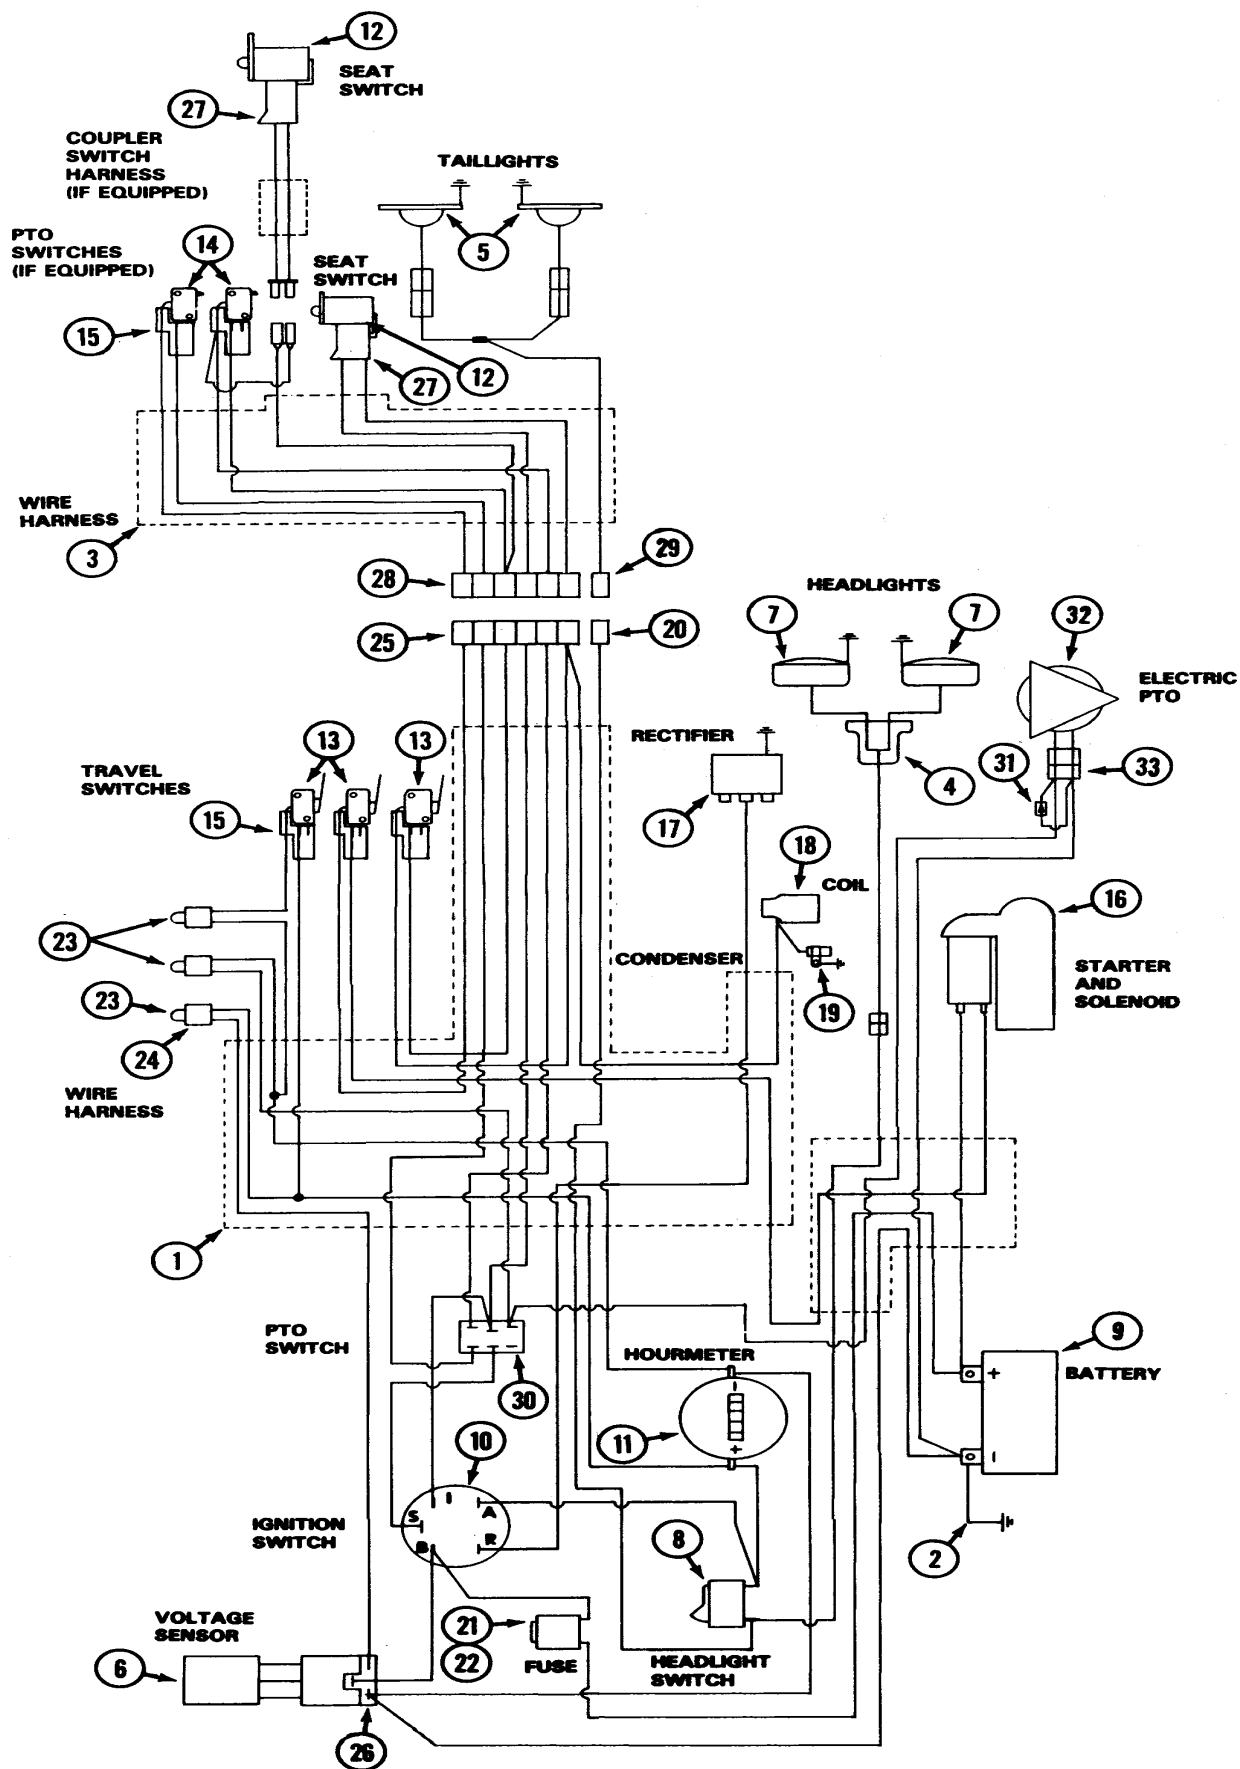 12
SEAT
SWITCH
27
COUPLER
SWITCH
HARNESS
(IF EQUIPPED)
TAILLIGHTS
PTO
SWITCHES
(IF EQUIPPED)
14
5
SEAT
SWITCH
15
12
27
WIRE
HARNESS
3
28
29
25
20
HEADLIGHTS
7
7
32
ELECTRIC
PTO
RECTIFIER
13
13
TRAVEL
SWITCHES
31
33
4
15
17
18
COIL
16
23
CONDENSER
STARTER
AND
SOLENOID
23
19
24
WIRE
HARNESS
1
PTO
SWITCH
9
HOURMETER
BATTERY
+
-
30
-
+
11
10
I
S
A
B
R
IGNITION
SWITCH
8
2
VOLTAGE
SENSOR
21
22
6
FUSE
HEADLIGHT
SWITCH
26